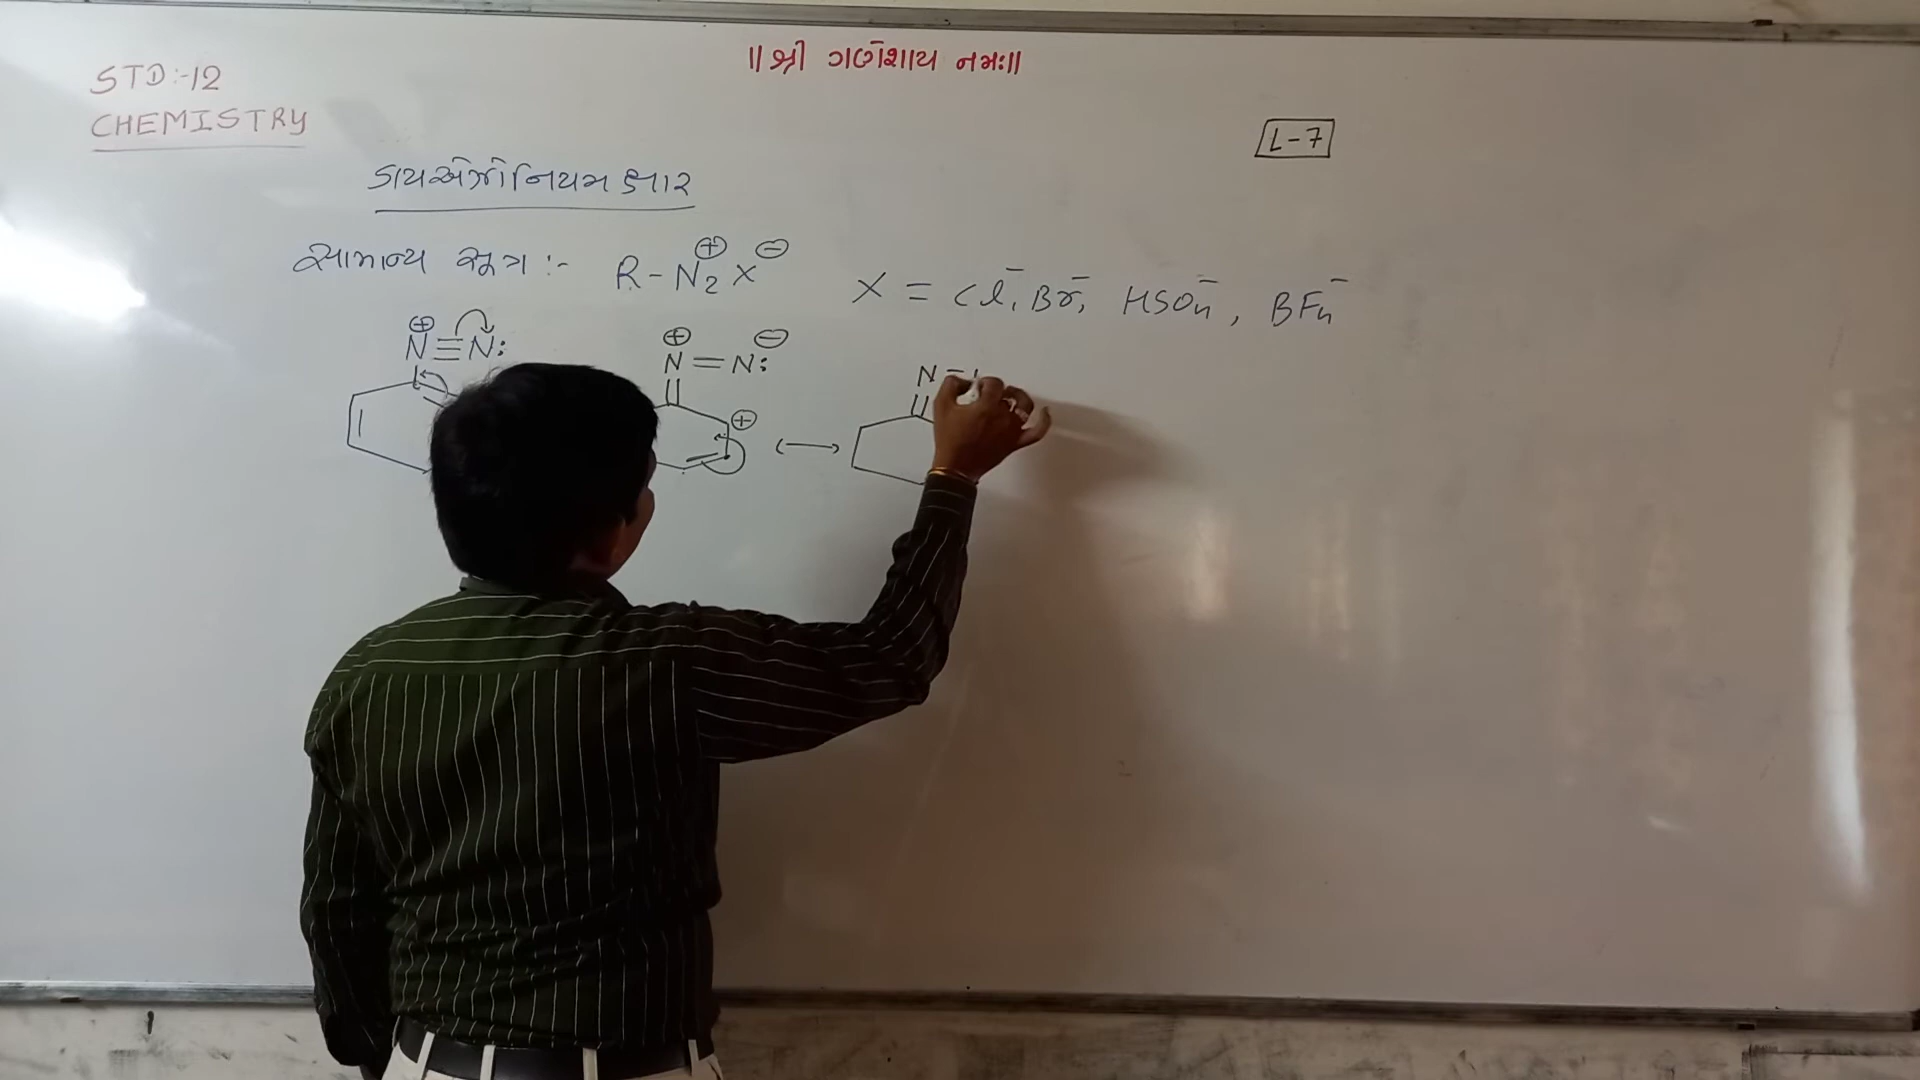 ॥ શ્રી ગણેશાય નમઃ॥
STD:-12
CHEMISTRY
L-7
ડાયએઝોનિયમ ક્ષાર
સામાન્ય સૂત્ર :- R-N₂⊕ X⊖
X = Cl⁻, Br⁻, HSO₄⁻, BF₄⁻
⊕ N≡N:
⊕ N=N: ⊖
⊕
N=